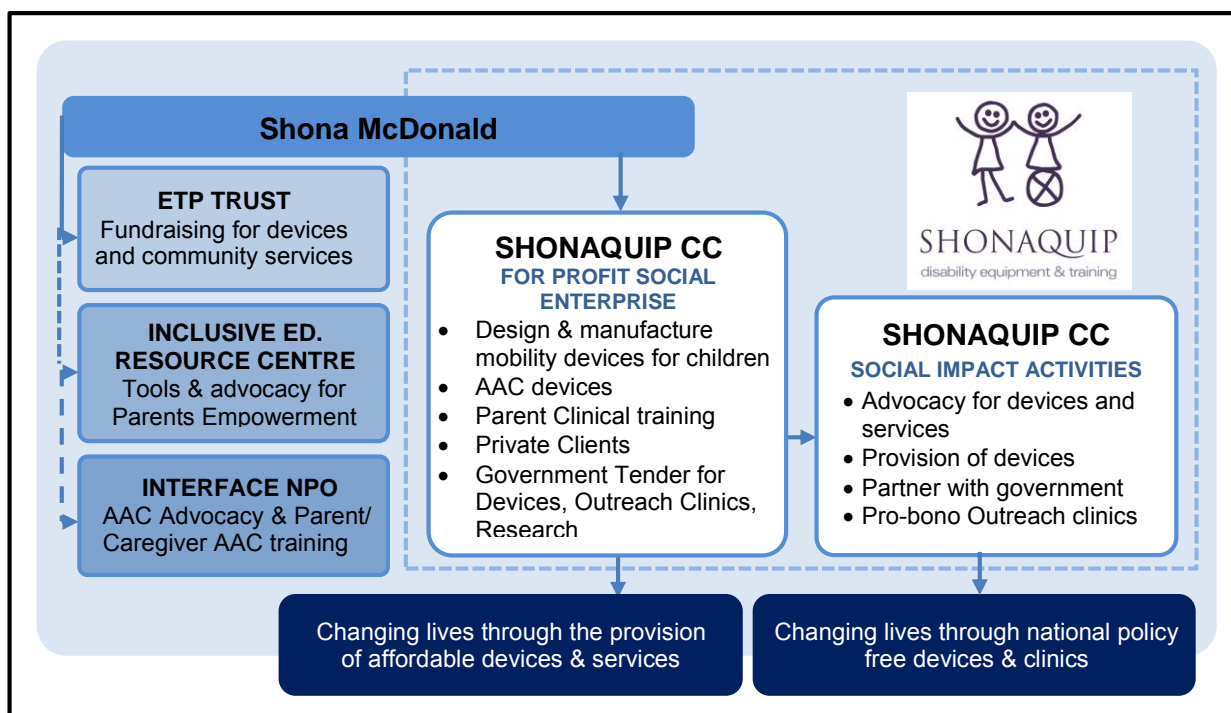 Shona McDonald
ETP TRUST
Fundraising for devices
and community services
INCLUSIVE ED.
RESOURCE CENTRE
Tools & advocacy for
Parents Empowerment
INTERFACE NPO
AAC Advocacy & Parent/
Caregiver AAC training
SHONAQUIP CC
FOR PROFIT SOCIAL
ENTERPRISE
• Design & manufacture
mobility devices for children
• AAC devices
• Parent Clinical training
• Private Clients
• Government Tender for
Devices, Outreach Clinics,
Research
SHONAQUIP
disability equipment & training
SHONAQUIP CC
SOCIAL IMPACT ACTIVITIES
• Advocacy for devices and
services
• Provision of devices
• Partner with government
• Pro-bono Outreach clinics
Changing lives through the provision
of affordable devices & services
Changing lives through national policy
free devices & clinics